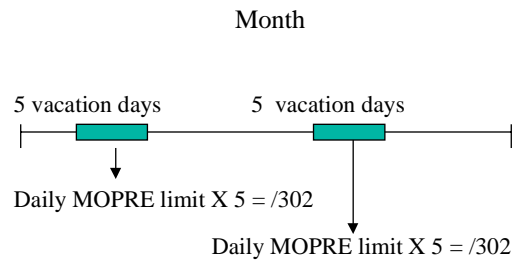 Month
5 vacation days
5 vacation days
Daily MOPRE limit X 5 = /302
Daily MOPRE limit X 5 = /302